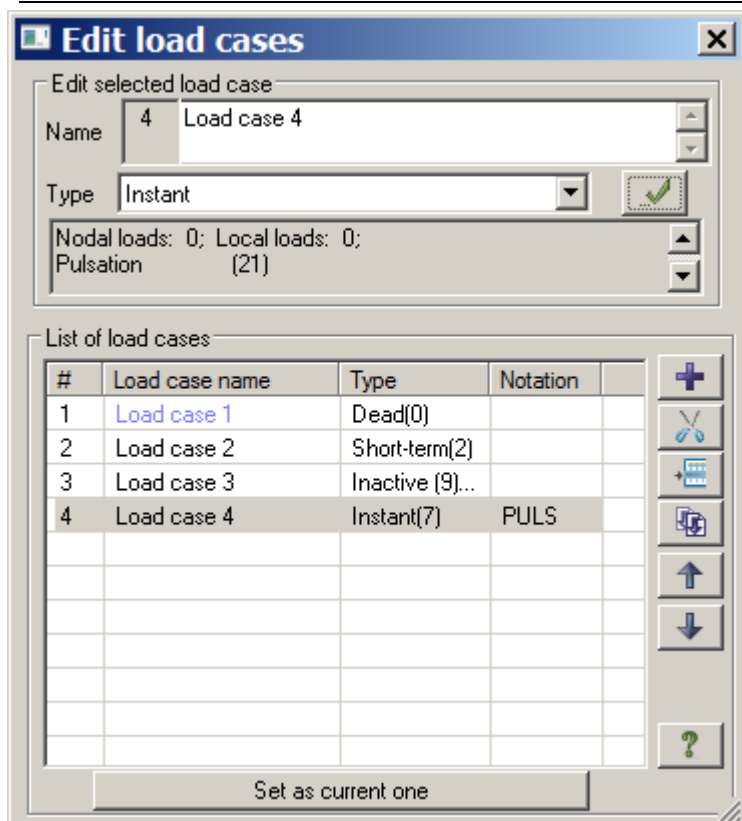 Edit load cases
Edit selected load case
Name 4 Load case 4
Type Instant
Nodal loads: 0; Local loads: 0;
Pulsation (21)
List of load cases
# Load case name Type Notation
1 Load case 1 Dead(0)
2 Load case 2 Short-term(2)
3 Load case 3 Inactive (9)...
4 Load case 4 Instant(7) PULS
?
Set as current one